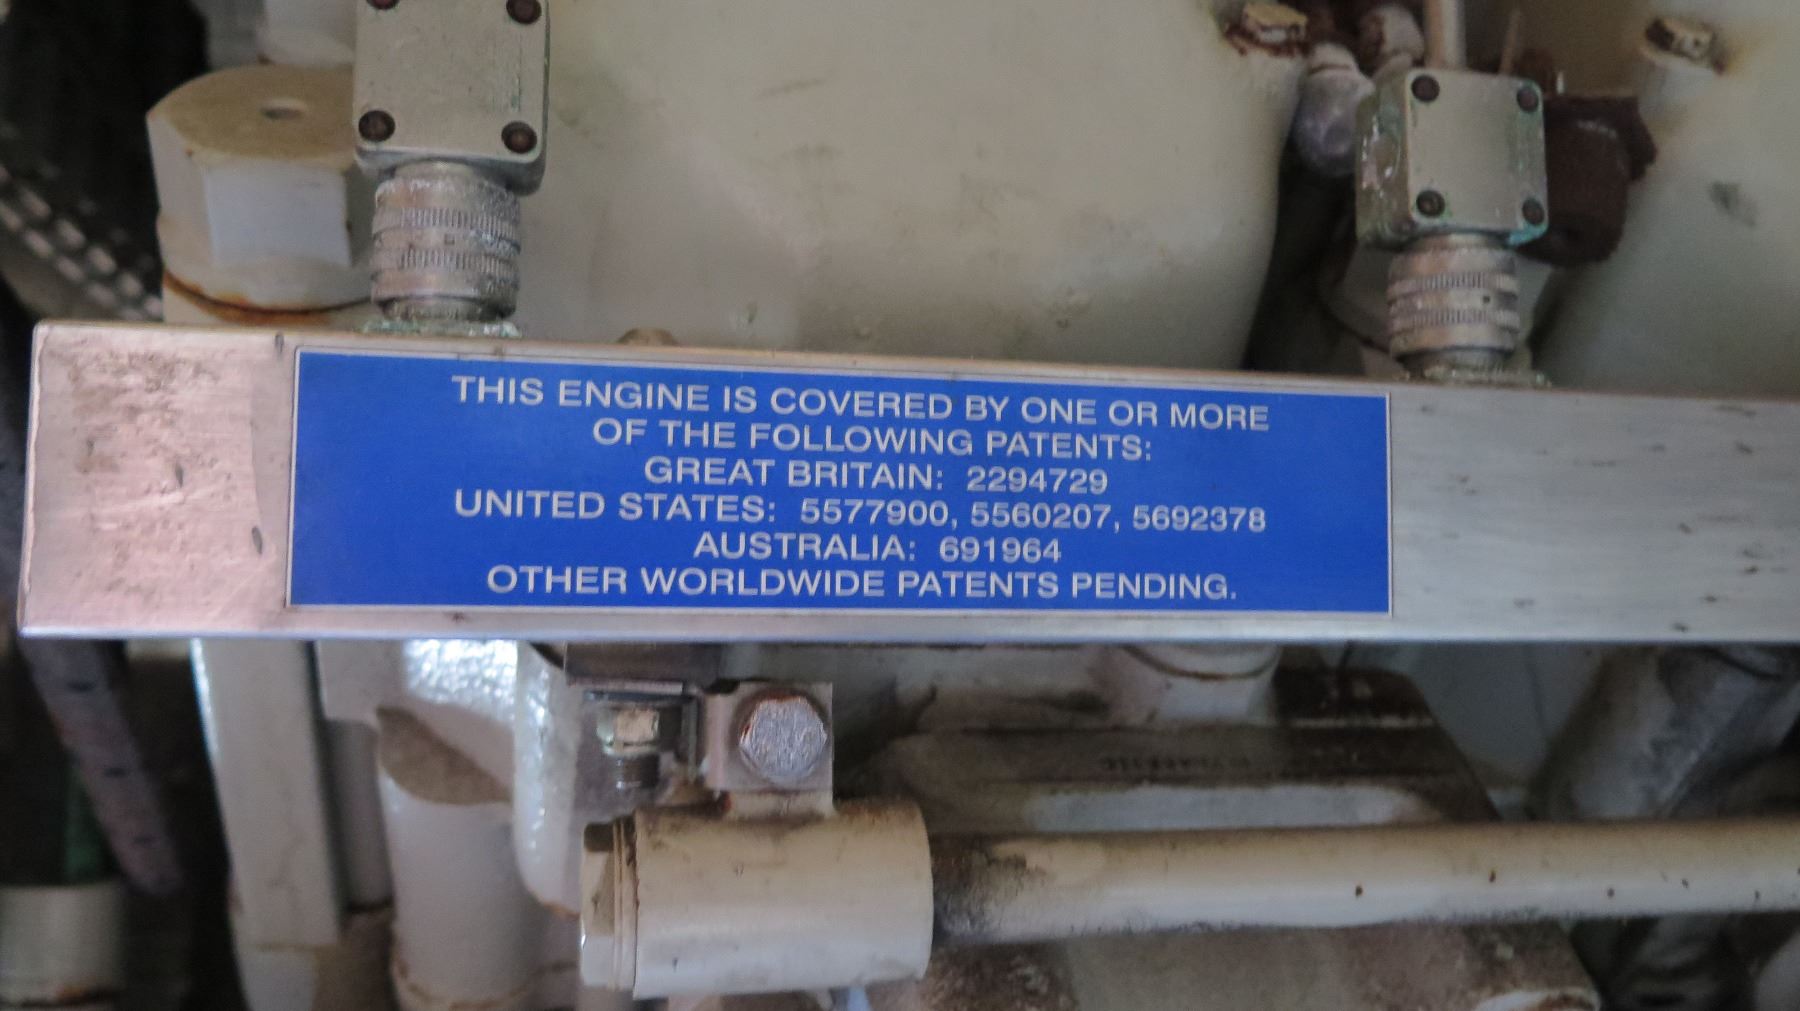 THIS ENGINE IS COVERED BY ONE OR MORE
OF THE FOLLOWING PATENTS:
GREAT BRITAIN: 2294729
UNITED STATES: 5577900, 5560207, 5692378
AUSTRALIA: 691964
OTHER WORLDWIDE PATENTS PENDING.